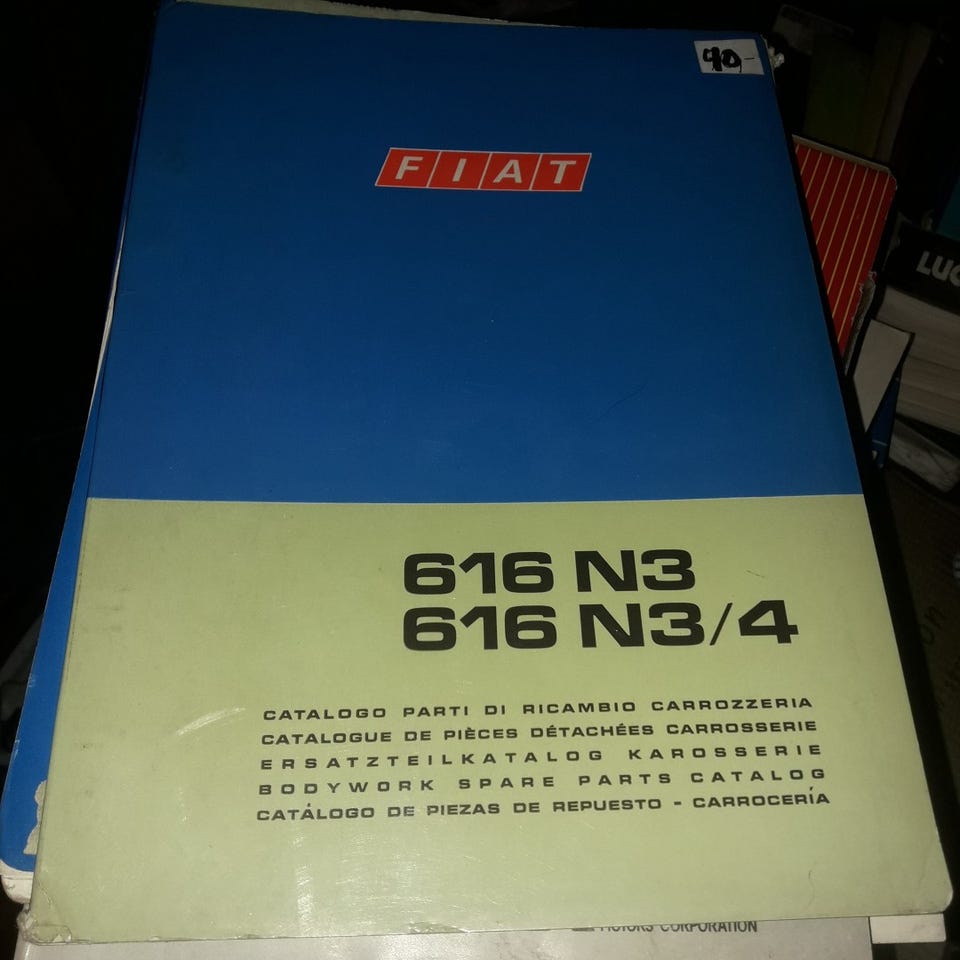 90,-
FIAT
LUC
616 N3
616 N3/4
CATALOGO PARTI DI RICAMBIO CARROZZERIA
CATALOGUE DE PIÈCES DÉTACHÉES CARROSSERIE
ERSATZTEILKATALOG KAROSSERIE
BODYWORK SPARE PARTS CATALOG
CATÁLOGO DE PIEZAS DE REPUESTO - CARROCERÍA
MOTORS CORPORATION